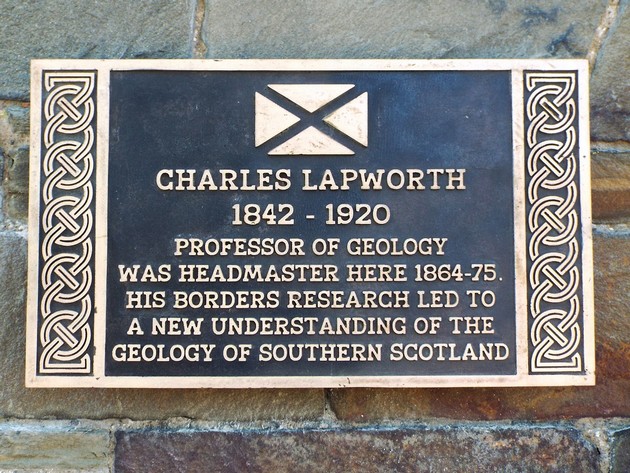 CHARLES LAPWORTH
1842 - 1920
PROFESSOR OF GEOLOGY
WAS HEADMASTER HERE 1864-75.
HIS BORDERS RESEARCH LED TO
A NEW UNDERSTANDING OF THE
GEOLOGY OF SOUTHERN SCOTLAND